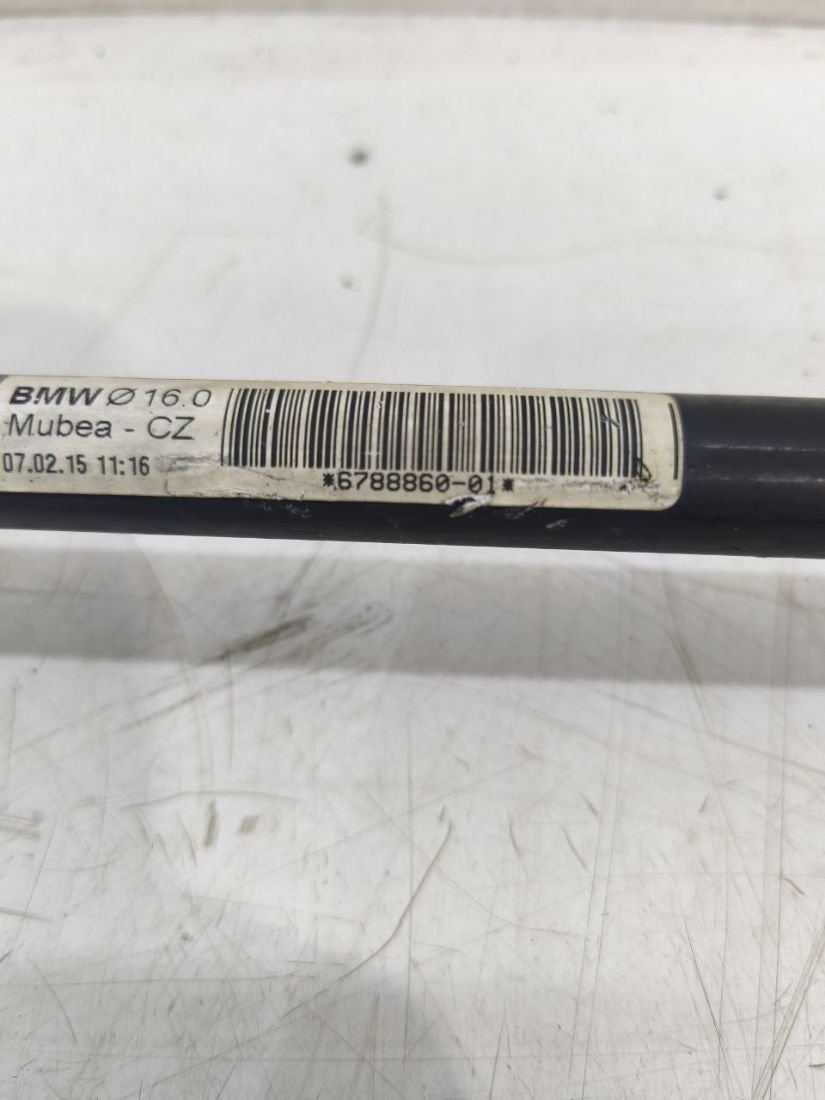 BMW Ø 16.0
Mubea - CZ
07.02.15 11:16
*6788860-01*